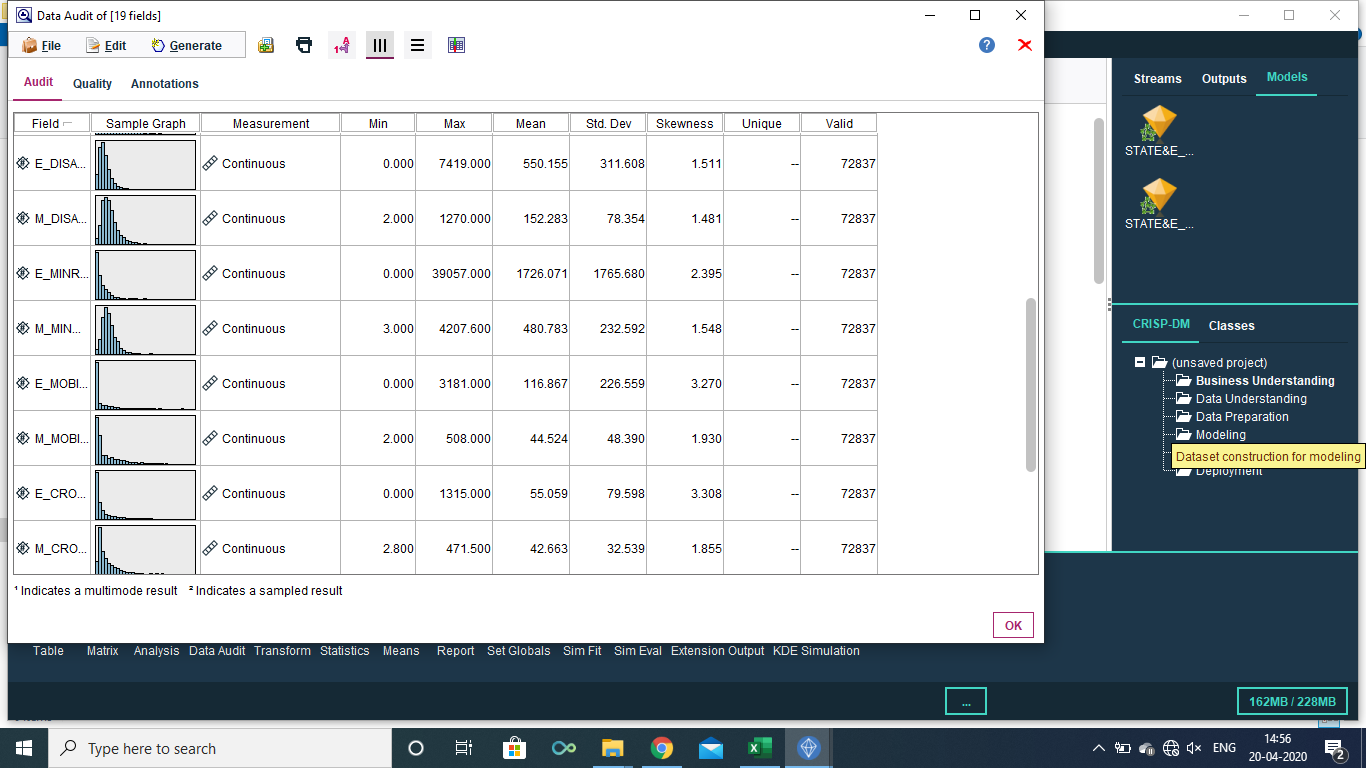 Data Audit of [19 fields]
File Edit Generate
Audit Quality Annotations
Field Sample Graph Measurement Min Max Mean Std. Dev Skewness Unique Valid
E_DISA... Continuous 0.000 7419.000 550.155 311.608 1.511 -- 72837
M_DISA... Continuous 2.000 1270.000 152.283 78.354 1.481 -- 72837
E_MINR... Continuous 0.000 39057.000 1726.071 1765.680 2.395 -- 72837
M_MIN... Continuous 3.000 4207.600 480.783 232.592 1.548 -- 72837
E_MOBI... Continuous 0.000 3181.000 116.867 226.559 3.270 -- 72837
M_MOBI... Continuous 2.000 508.000 44.524 48.390 1.930 -- 72837
E_CRO... Continuous 0.000 1315.000 55.059 79.598 3.308 -- 72837
M_CRO... Continuous 2.800 471.500 42.663 32.539 1.855 -- 72837
¹ Indicates a multimode result ² Indicates a sampled result
OK
Streams Outputs Models
STATE&E_...
STATE&E_...
CRISP-DM Classes
(unsaved project)
Business Understanding
Data Understanding
Data Preparation
Modeling
Dataset construction for modeling
Deployment
Table Matrix Analysis Data Audit Transform Statistics Means Report Set Globals Sim Fit Sim Eval Extension Output KDE Simulation
...
162MB / 228MB
Type here to search
ENG
14:56
20-04-2020
2